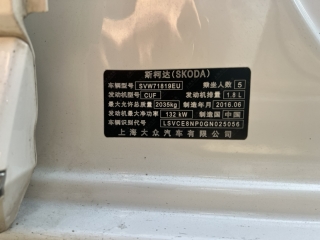 斯柯达(SKODA)
车辆型号 SVW71819EU 乘坐人数 5
发动机型号 CUF 发动机排量 1.8 L
最大允许总质量 2035kg 制造年月 2016.06
发动机最大净功率 132 kW 制造国 中国
车辆识别代号 LSVCE6NP0GN025056
上海大众汽车有限公司